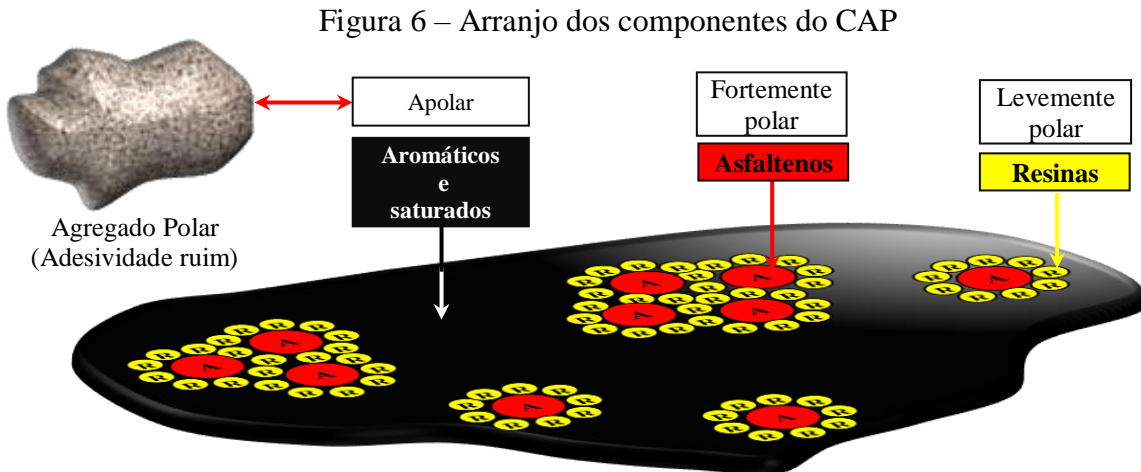 Figura 6 – Arranjo dos componentes do CAP
Apolar
Fortemente
polar
Levemente
polar
Aromáticos
e
saturados
Asfaltenos
Resinas
Agregado Polar
(Adesividade ruim)
R R R R R R R R R R R R R R R R R R R R R R R R R R
A A A A
R R R R R R R R
A
R R R R R R R R R R R R R R R R R R R R
A A A
R R R R R R R R R R
A
R R R R R R R R R R
A